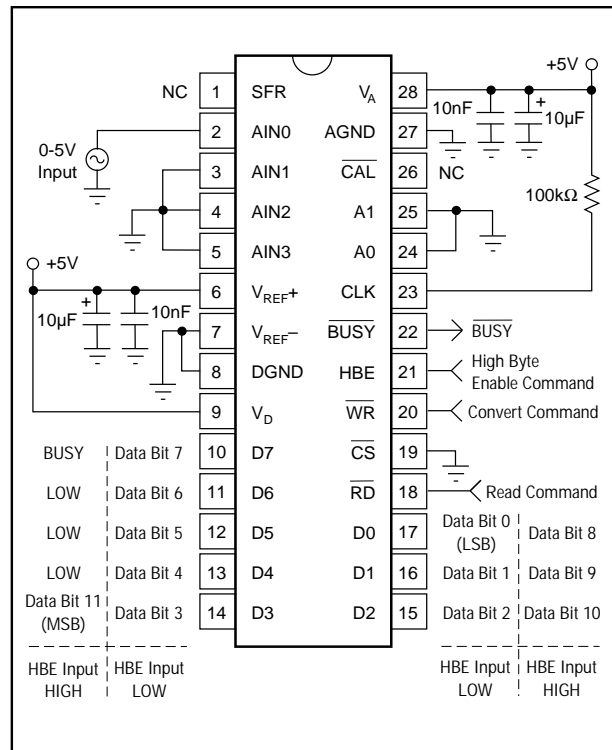 +5V
NC 1 SFR VA 28 10nF + 10µF
2 AIN0 AGND 27
0-5V
Input
3 AIN1 CAL 26 NC
4 AIN2 A1 25 100kΩ
5 AIN3 A0 24
+5V
6 VREF+ CLK 23
10µF + 10nF
7 VREF– BUSY 22 BUSY
8 DGND HBE 21 High Byte
Enable Command
9 VD WR 20 Convert Command
BUSY Data Bit 7 10 D7 CS 19
LOW Data Bit 6 11 D6 RD 18 Read Command
LOW Data Bit 5 12 D5 D0 17 Data Bit 0
(LSB) Data Bit 8
LOW Data Bit 4 13 D4 D1 16 Data Bit 1 Data Bit 9
Data Bit 11
(MSB) Data Bit 3 14 D3 D2 15 Data Bit 2 Data Bit 10
HBE Input HBE Input HBE Input HBE Input
HIGH LOW LOW HIGH